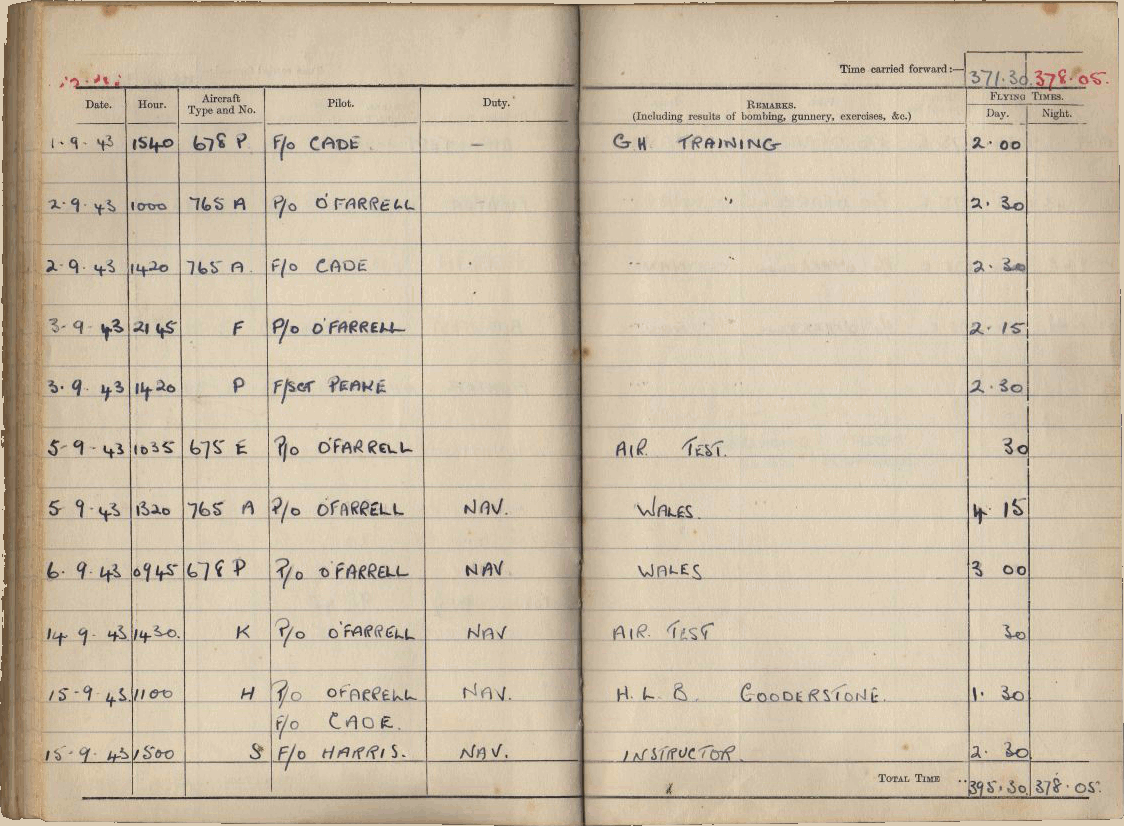 Time carried forward:— 371·30 378·05.
Date. Hour. Aircraft Type and No. Pilot. Duty. REMARKS. (Including results of bombing, gunnery, exercises, &c.) FLYING TIMES. Day. Night.
1·9·43 1540 678 P F/o CADE. — G.H. TRAINING 2·00
2·9·43 1000 765 A P/o O'FARRELL " 2·30
2·9·43 1420 765 A. F/o CADE " " 2·30
3·9·43 2145 F P/o O'FARRELL 2·15
3·9·43 1420 P F/SGT PEAKE 2·30
5-9·43 1035 675 E P/o O'FARRELL AIR TEST. 30
5 9·43 1320 765 A P/o OFARRELL NAV. WALES. 4 15
6·9·43 0945 678 P P/o O'FARRELL NAV. WALES 3 00
14 9·43 1430. K P/o O'FARRELL NAV AIR. TEST 30
15-9·43 1100 H P/o OFARRELL NAV. H.L.B. GOODERSTONE. 1·30
F/o CADE.
15·9·43 1500 S F/o HARRIS. NAV. INSTRUCTOR. 2·30
TOTAL TIME 395·30 378·05.